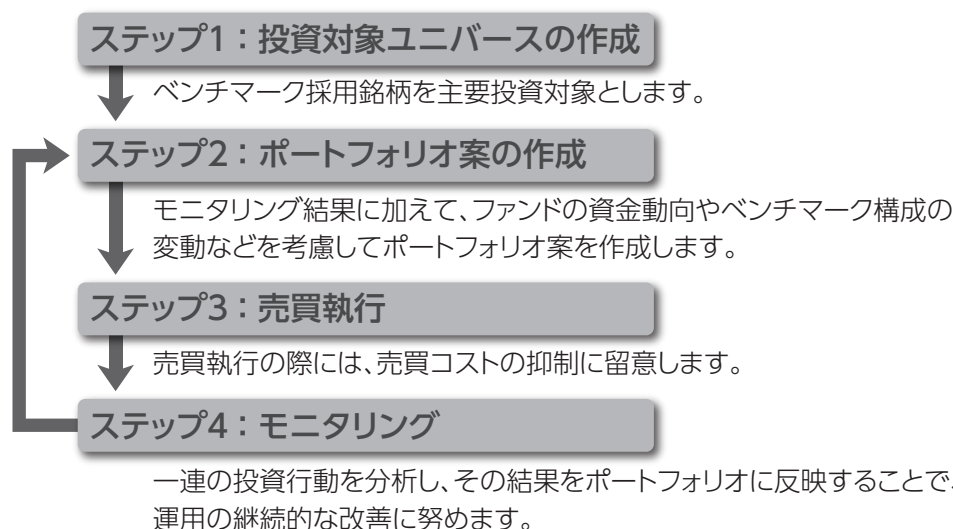 ステップ1：投資対象ユニバースの作成
ベンチマーク採用銘柄を主要投資対象とします。
ステップ2：ポートフォリオ案の作成
モニタリング結果に加えて、ファンドの資金動向やベンチマーク構成の
変動などを考慮してポートフォリオ案を作成します。
ステップ3：売買執行
売買執行の際には、売買コストの抑制に留意します。
ステップ4：モニタリング
一連の投資行動を分析し、その結果をポートフォリオに反映することで、
運用の継続的な改善に努めます。